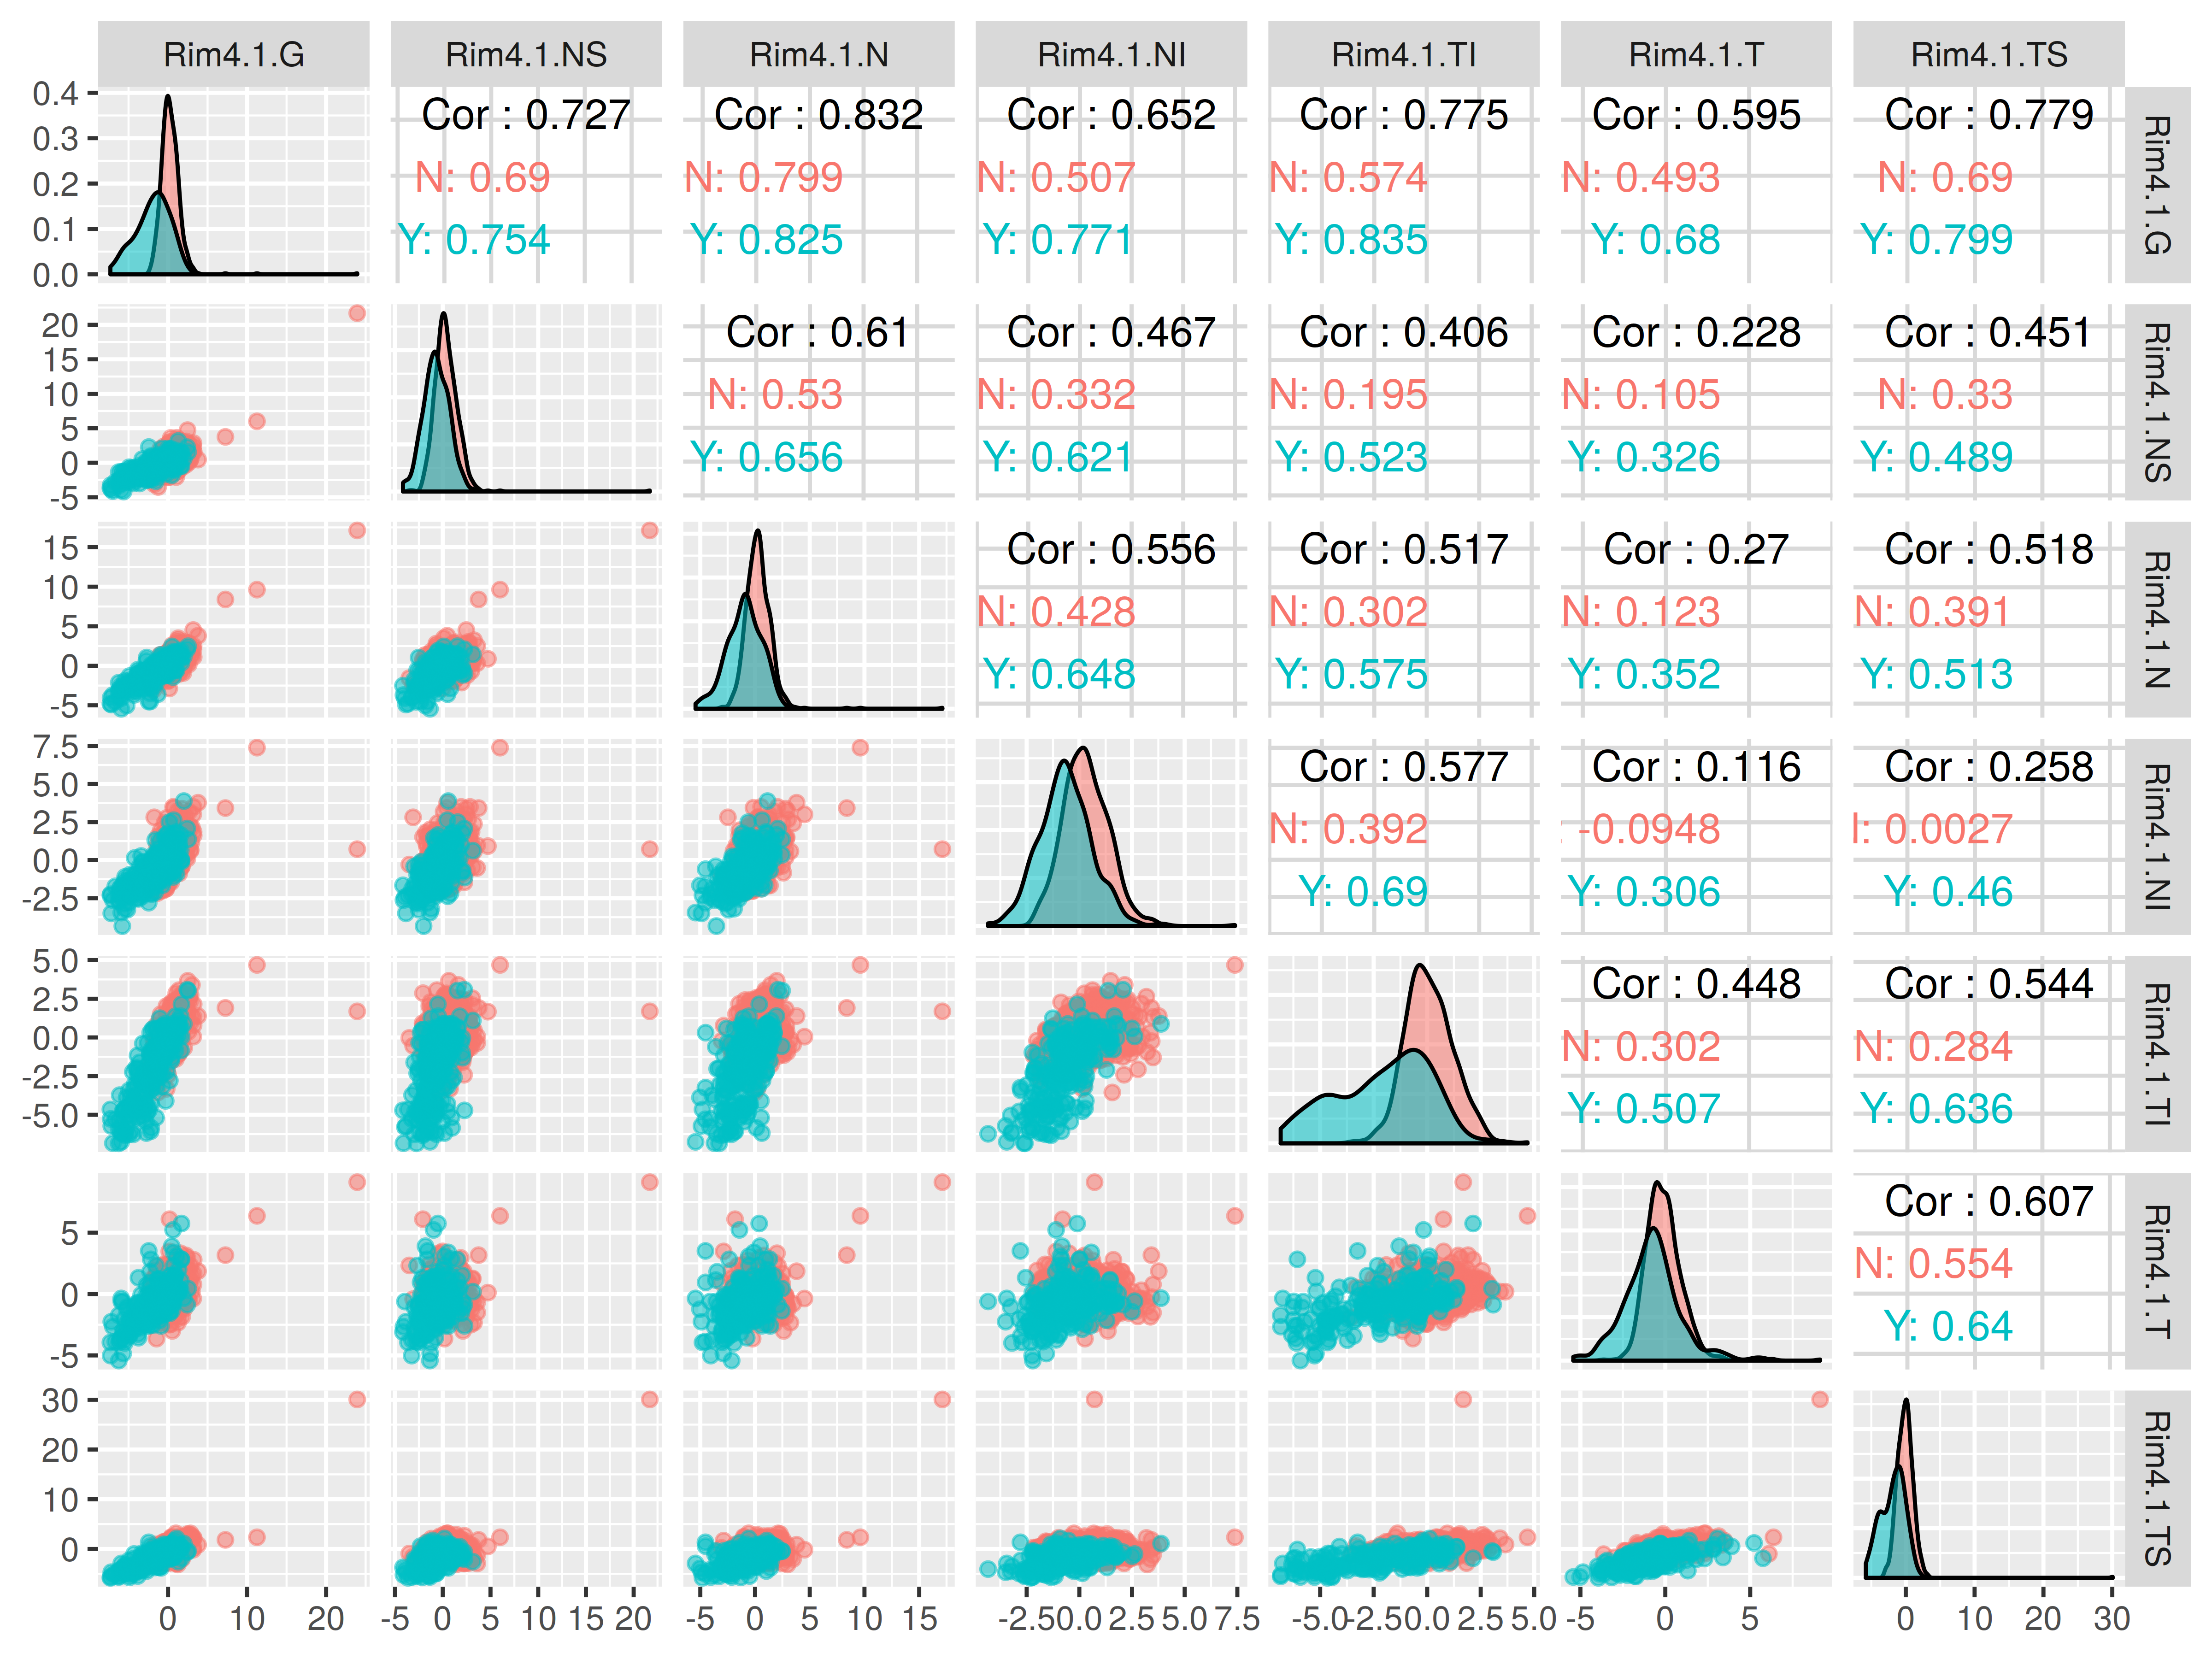 Rim4.1.G Rim4.1.NS Rim4.1.N Rim4.1.NI Rim4.1.TI Rim4.1.T Rim4.1.TS
0.4 Cor : 0.727 Cor : 0.832 Cor : 0.652 Cor : 0.775 Cor : 0.595 Cor : 0.779
0.3
0.2 N: 0.69 N: 0.799 N: 0.507 N: 0.574 N: 0.493 N: 0.69 Rim4.1.G
0.1 Y: 0.754 Y: 0.825 Y: 0.771 Y: 0.835 Y: 0.68 Y: 0.799
0.0
20 Cor : 0.61 Cor : 0.467 Cor : 0.406 Cor : 0.228 Cor : 0.451
15
10 N: 0.53 N: 0.332 N: 0.195 N: 0.105 N: 0.33 Rim4.1.NS
5
0 Y: 0.656 Y: 0.621 Y: 0.523 Y: 0.326 Y: 0.489
-5
15 Cor : 0.556 Cor : 0.517 Cor : 0.27 Cor : 0.518
10
5 N: 0.428 N: 0.302 N: 0.123 N: 0.391 Rim4.1.N
0 Y: 0.648 Y: 0.575 Y: 0.352 Y: 0.513
-5
7.5 Cor : 0.577 Cor : 0.116 Cor : 0.258
5.0
2.5 N: 0.392 : -0.0948 l: 0.0027 Rim4.1.NI
0.0 Y: 0.69 Y: 0.306 Y: 0.46
-2.5
5.0 Cor : 0.448 Cor : 0.544
2.5
0.0 N: 0.302 N: 0.284 Rim4.1.TI
-2.5 Y: 0.507 Y: 0.636
-5.0
Cor : 0.607
5 N: 0.554 Rim4.1.T
0 Y: 0.64
-5
30
20
10 Rim4.1.TS
0
0 10 20 -5 0 5 10 15 20 -5 0 5 10 15 -2.5 0.0 2.5 5.0 7.5 -5.0 -2.5 0.0 2.5 5.0 -5 0 5 0 10 20 30